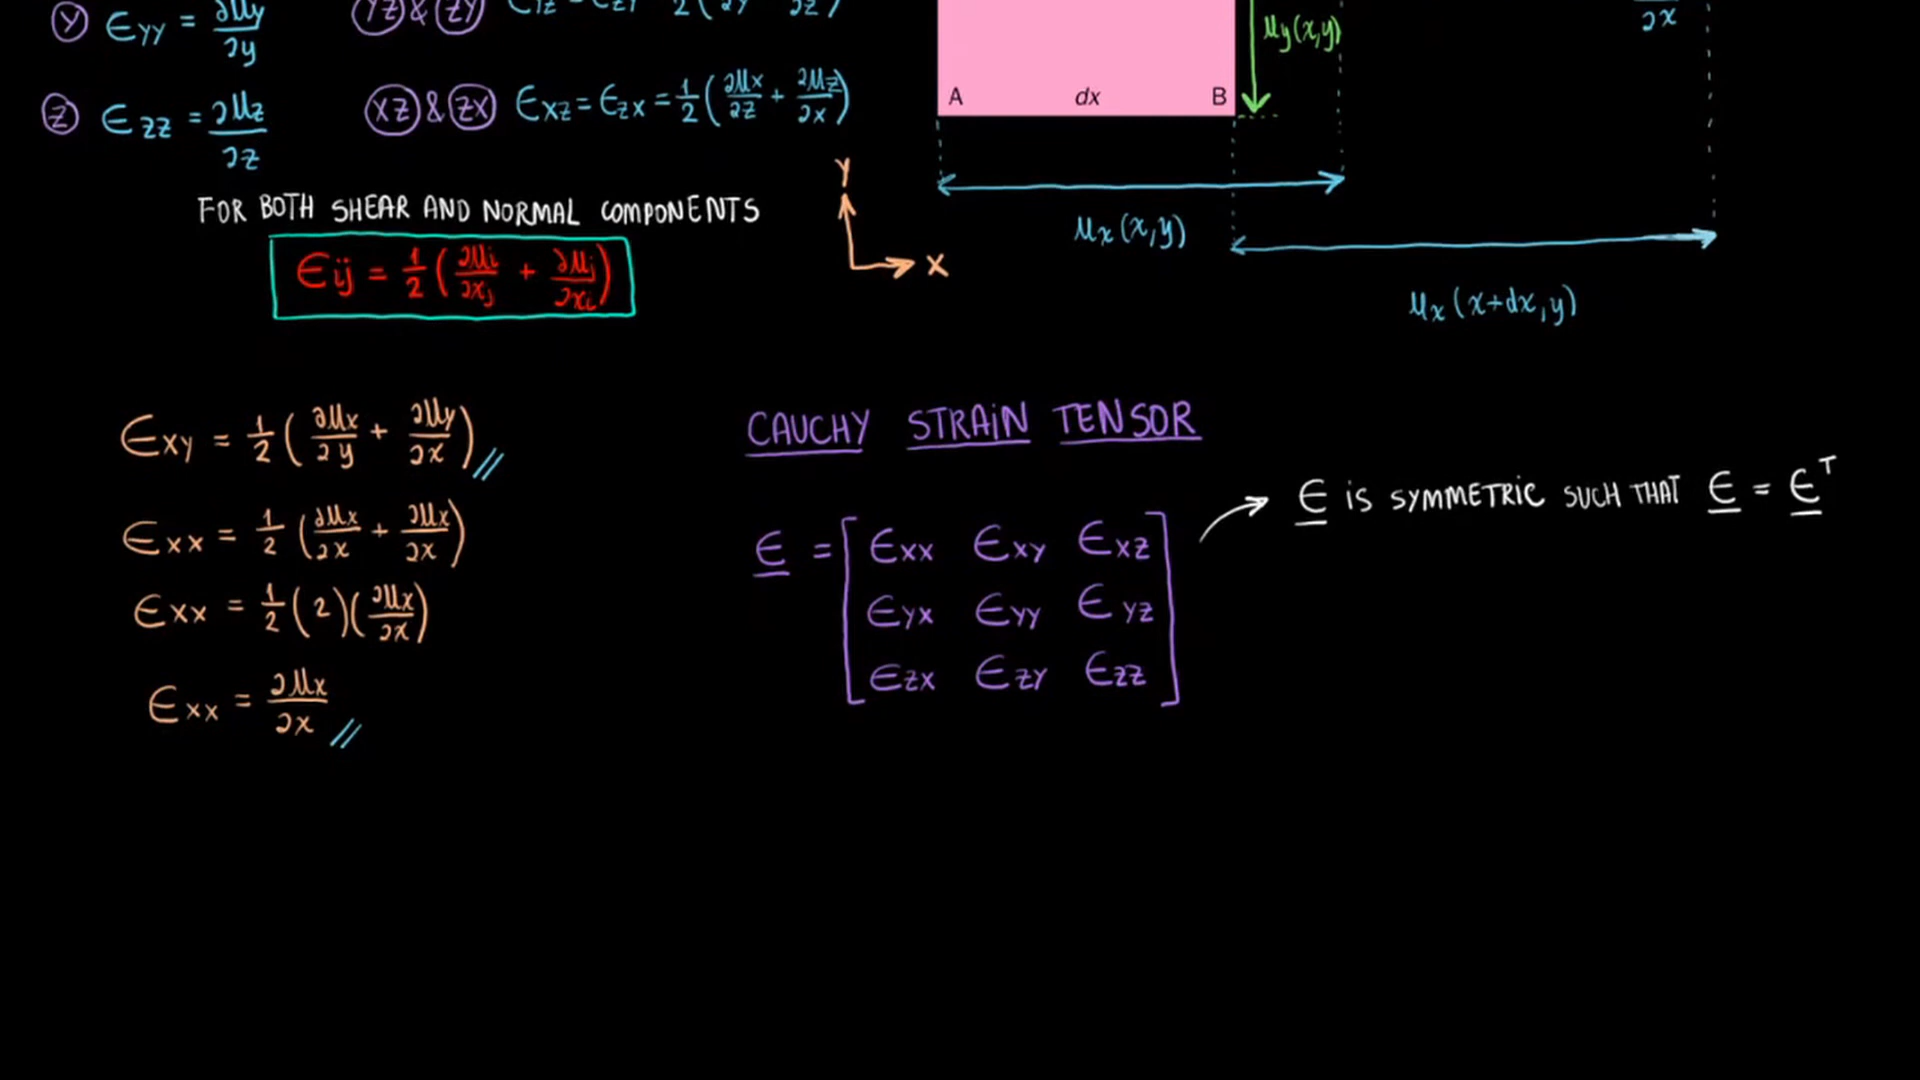 Y ϵyy = ∂uy/∂y
YZ & ZY
Z ϵzz = ∂uz/∂z
XZ & ZX ϵxz = ϵzx = 1/2 (∂ux/∂z + ∂uz/∂x)
FOR BOTH SHEAR AND NORMAL COMPONENTS
ϵij = 1/2 (∂ui/∂xj + ∂uj/∂xi)
uy(x,y)
∂x
A dx B
Y
X
ux(x,y)
ux(x+dx,y)
ϵxy = 1/2 (∂ux/∂y + ∂uy/∂x)//
ϵxx = 1/2 (∂ux/∂x + ∂ux/∂x)
ϵxx = 1/2 (2)(∂ux/∂x)
ϵxx = ∂ux/∂x //
CAUCHY STRAIN TENSOR
ϵ = [ϵxx ϵxy ϵxz
ϵyx ϵyy ϵyz
ϵzx ϵzy ϵzz]
ϵ IS SYMMETRIC SUCH THAT ϵ = ϵᵀ